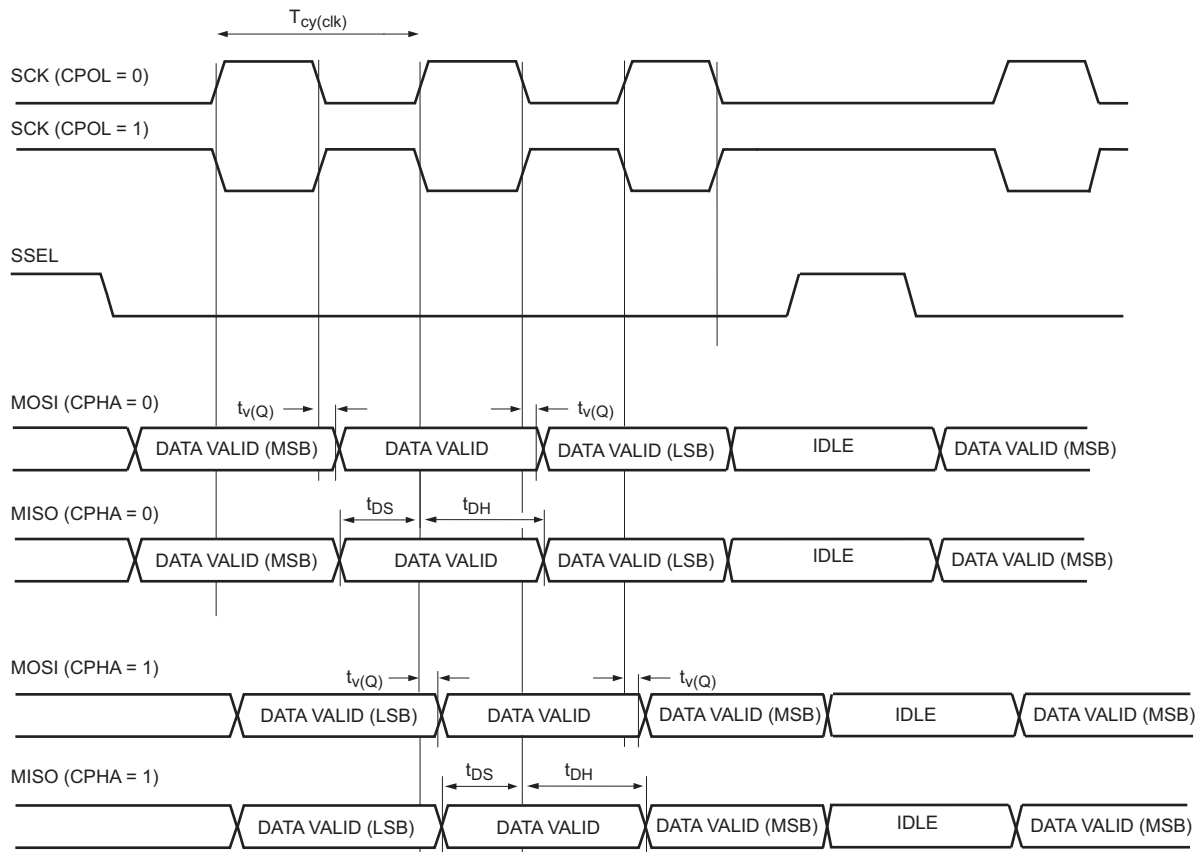 Tcy(clk)
SCK (CPOL = 0)
SCK (CPOL = 1)
SSEL
MOSI (CPHA = 0)
tv(Q) tv(Q)
DATA VALID (MSB) DATA VALID DATA VALID (LSB) IDLE DATA VALID (MSB)
tDS tDH
MISO (CPHA = 0)
DATA VALID (MSB) DATA VALID DATA VALID (LSB) IDLE DATA VALID (MSB)
MOSI (CPHA = 1)
tv(Q) tv(Q)
DATA VALID (LSB) DATA VALID DATA VALID (MSB) IDLE DATA VALID (MSB)
tDS tDH
MISO (CPHA = 1)
DATA VALID (LSB) DATA VALID DATA VALID (MSB) IDLE DATA VALID (MSB)